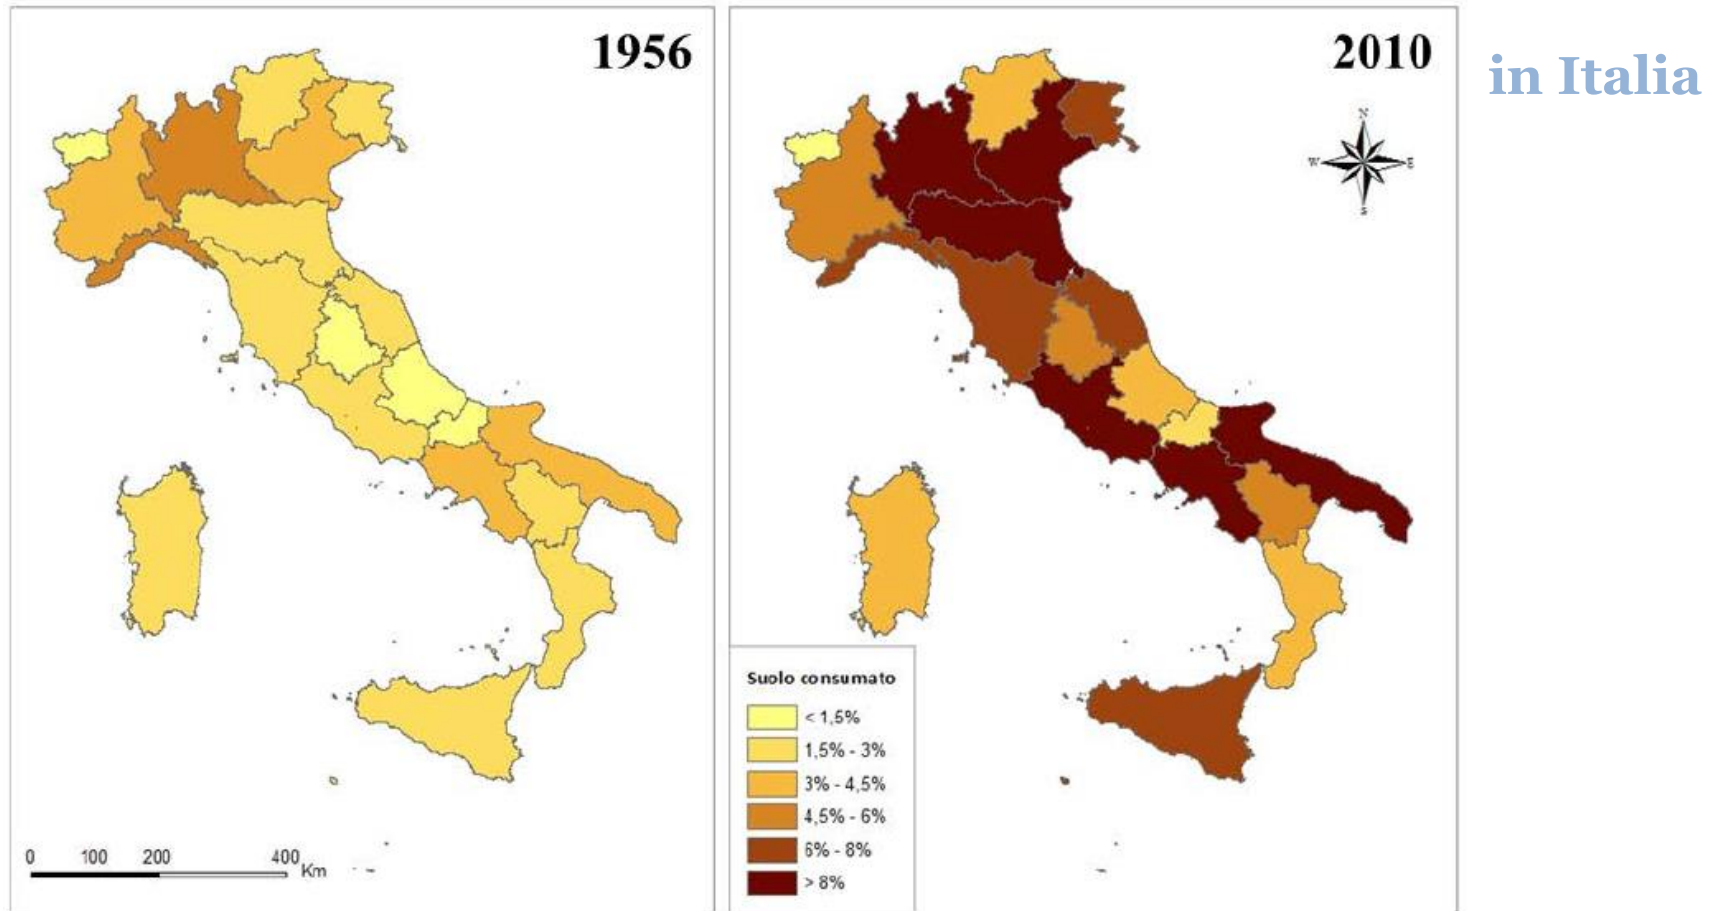 1956
2010
in Italia
N
W
E
S
Suolo consumato
< 1,5%
1,5% - 3%
3% - 4,5%
4,5% - 6%
6% - 8%
> 8%
0 100 200 400 Km